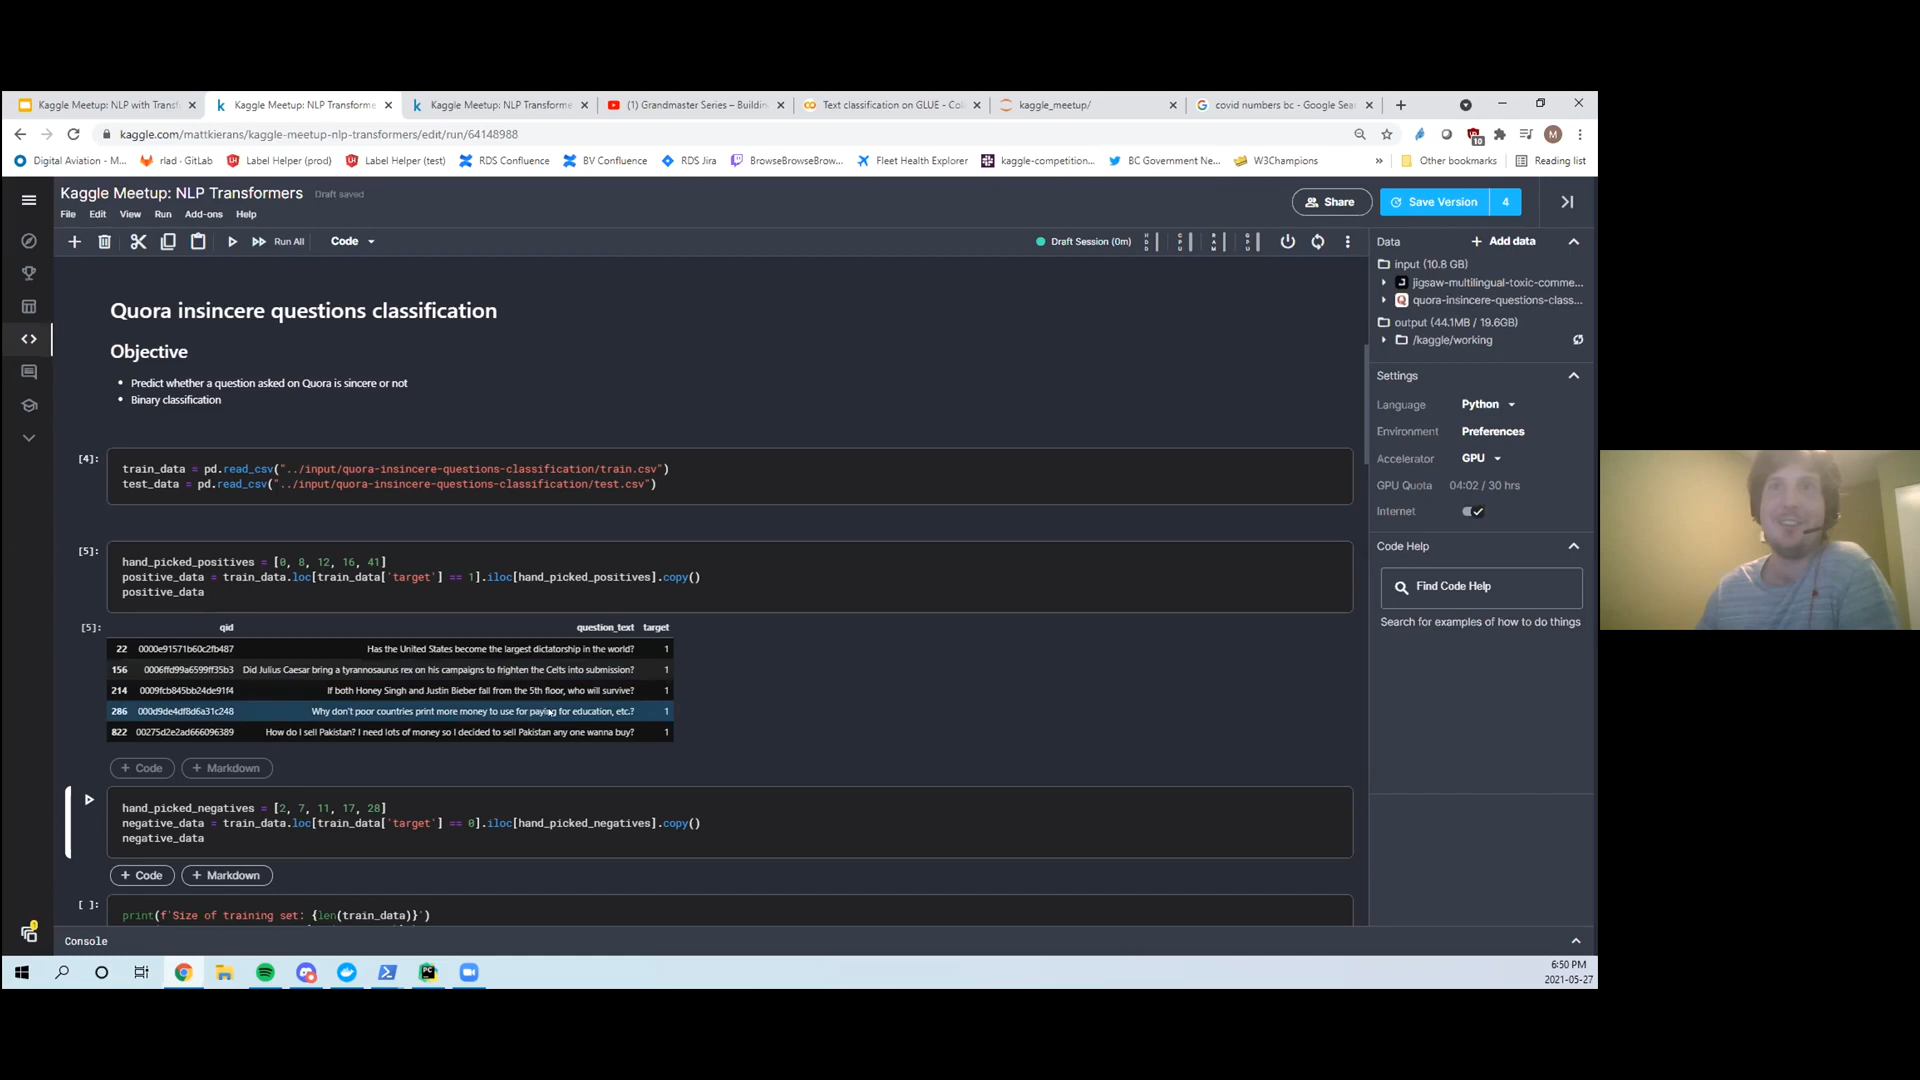 Kaggle Meetup: NLP with Transf
Kaggle Meetup: NLP Transforme
Kaggle Meetup: NLP Transforme
(1) Grandmaster Series – Buildin
Text classification on GLUE - Col
kaggle_meetup/
covid numbers bc - Google Sear
kaggle.com/mattkierans/kaggle-meetup-nlp-transformers/edit/run/64148988
M
10
Digital Aviation - M...
rlad · GitLab
Label Helper (prod)
Label Helper (test)
RDS Confluence
BV Confluence
RDS Jira
BrowseBrowseBrow...
Fleet Health Explorer
kaggle-competition...
BC Government Ne...
W3Champions
»
Other bookmarks
Reading list
Kaggle Meetup: NLP Transformers
Draft saved
File Edit View Run Add-ons Help
Share
Save Version
4
Run All
Code
Draft Session (0m)
HDD
CPU
RAM
GPU
Quora insincere questions classification
Objective
• Predict whether a question asked on Quora is sincere or not
• Binary classification
[4]:
train_data = pd.read_csv("../input/quora-insincere-questions-classification/train.csv")
test_data = pd.read_csv("../input/quora-insincere-questions-classification/test.csv")
[5]:
hand_picked_positives = [0, 8, 12, 16, 41]
positive_data = train_data.loc[train_data['target'] == 1].iloc[hand_picked_positives].copy()
positive_data
[5]:
qid question_text target
22 0000e91571b60c2fb487 Has the United States become the largest dictatorship in the world? 1
156 0006ffd99a6599ff35b3 Did Julius Caesar bring a tyrannosaurus rex on his campaigns to frighten the Celts into submission? 1
214 0009fcb845bb24de91f4 If both Honey Singh and Justin Bieber fall from the 5th floor, who will survive? 1
286 000d9de4df8d6a31c248 Why don't poor countries print more money to use for paying for education, etc.? 1
822 00275d2e2ad666096389 How do I sell Pakistan? I need lots of money so I decided to sell Pakistan any one wanna buy? 1
+ Code
+ Markdown
hand_picked_negatives = [2, 7, 11, 17, 28]
negative_data = train_data.loc[train_data['target'] == 0].iloc[hand_picked_negatives].copy()
negative_data
+ Code
+ Markdown
[ ]:
print(f'Size of training set: {len(train_data)}')
Console
Data
+ Add data
input (10.8 GB)
jigsaw-multilingual-toxic-comme...
quora-insincere-questions-class...
output (44.1MB / 19.6GB)
/kaggle/working
Settings
Language Python
Environment Preferences
Accelerator GPU
GPU Quota 04:02 / 30 hrs
Internet
Code Help
Find Code Help
Search for examples of how to do things
6:50 PM
2021-05-27